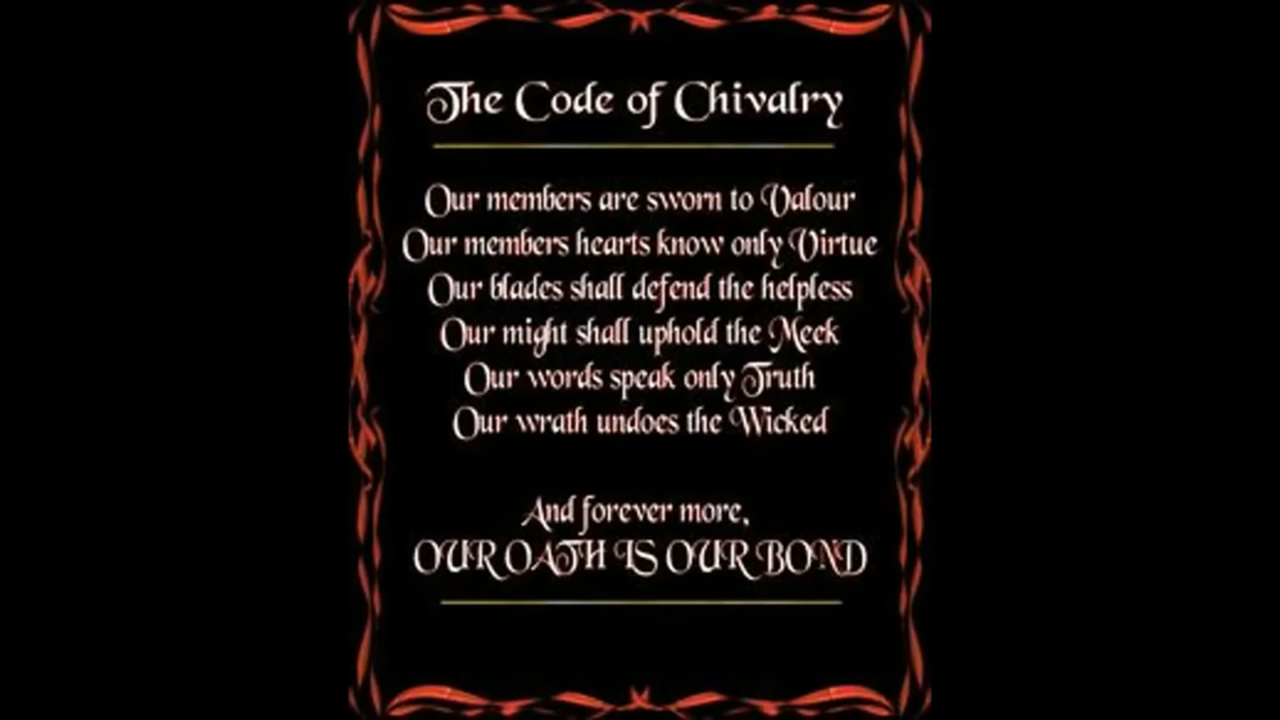 The Code of Chivalry
Our members are sworn to Valour
Our members hearts know only Virtue
Our blades shall defend the helpless
Our might shall uphold the Meek
Our words speak only Truth
Our wrath undoes the Wicked
And forever more,
OUR OATH IS OUR BOND